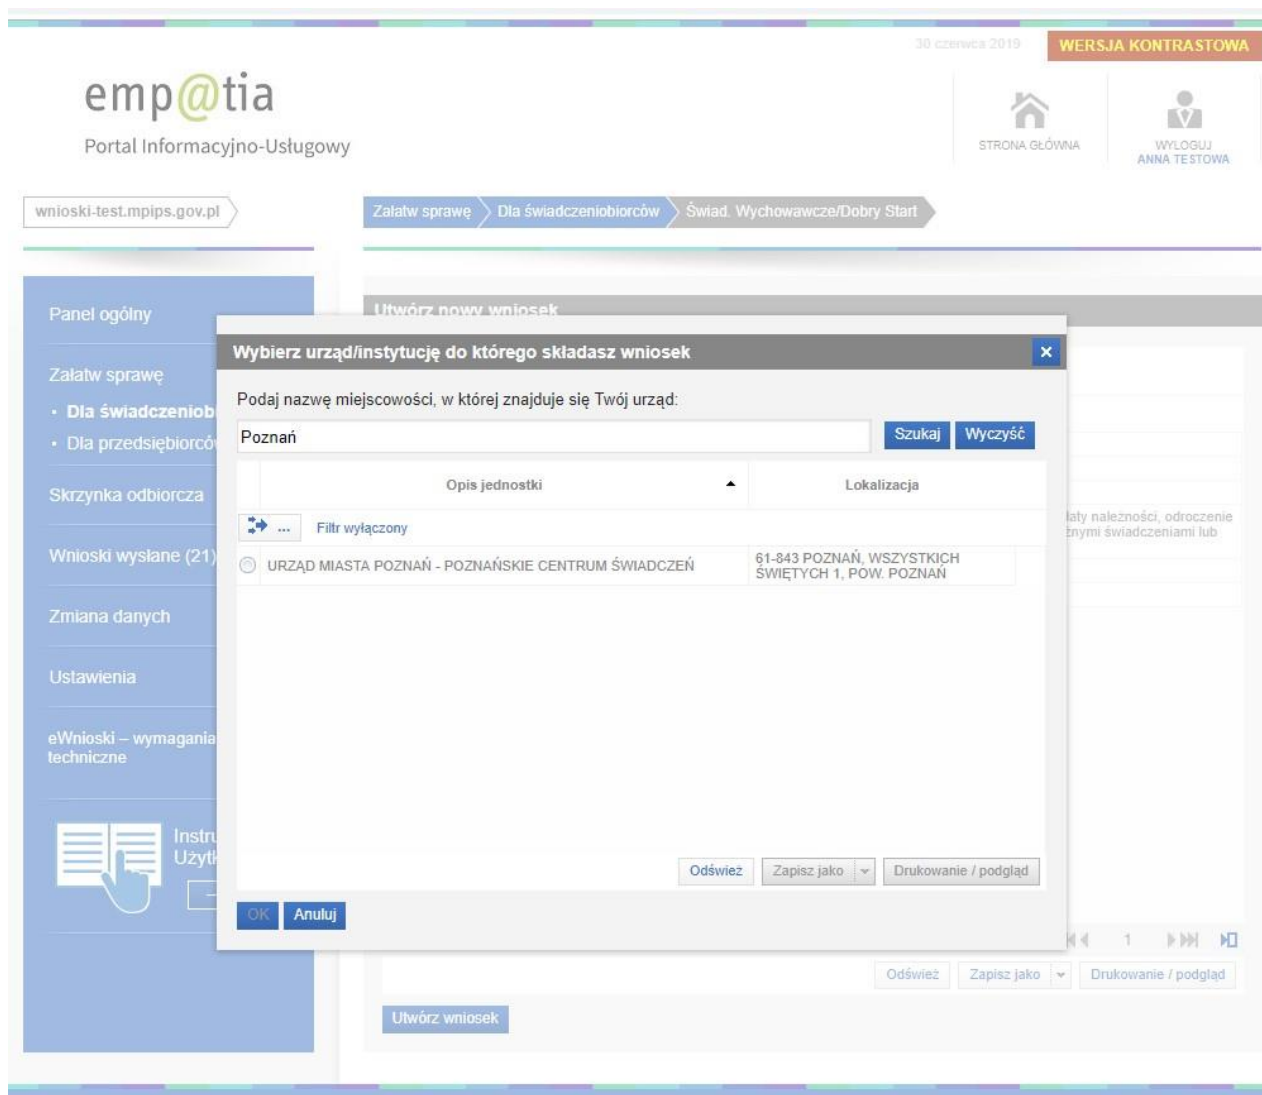 30 czerwca 2019
WERSJA KONTRASTOWA
emp@tia
Portal Informacyjno-Usługowy
STRONA GŁÓWNA
WYLOGUJ
ANNA TESTOWA
wnioski-test.mpips.gov.pl
Załatw sprawę
Dla świadczeniobiorców
Świad. Wychowawcze/Dobry Start
Panel ogólny
Załatw sprawę
Dla świadczeniob
Dla przedsiębiorcó
Skrzynka odbiorcza
Wnioski wysłane (21)
Zmiana danych
Ustawienia
eWnioski – wymagania
techniczne
Instru
Użytk
Utwórz nowy wniosek
Wybierz urząd/instytucję do którego składasz wniosek
Podaj nazwę miejscowości, w której znajduje się Twój urząd:
Poznań
Szukaj
Wyczyść
Opis jednostki
Lokalizacja
...
Filtr wyłączony
URZĄD MIASTA POZNAŃ - POZNAŃSKIE CENTRUM ŚWIADCZEŃ
61-843 POZNAŃ, WSZYSTKICH
ŚWIĘTYCH 1, POW. POZNAŃ
Odśwież
Zapisz jako
Drukowanie / podgląd
OK
Anuluj
łaty należności, odroczenie
żnymi świadczeniami lub
1
Odśwież
Zapisz jako
Drukowanie / podgląd
Utwórz wniosek